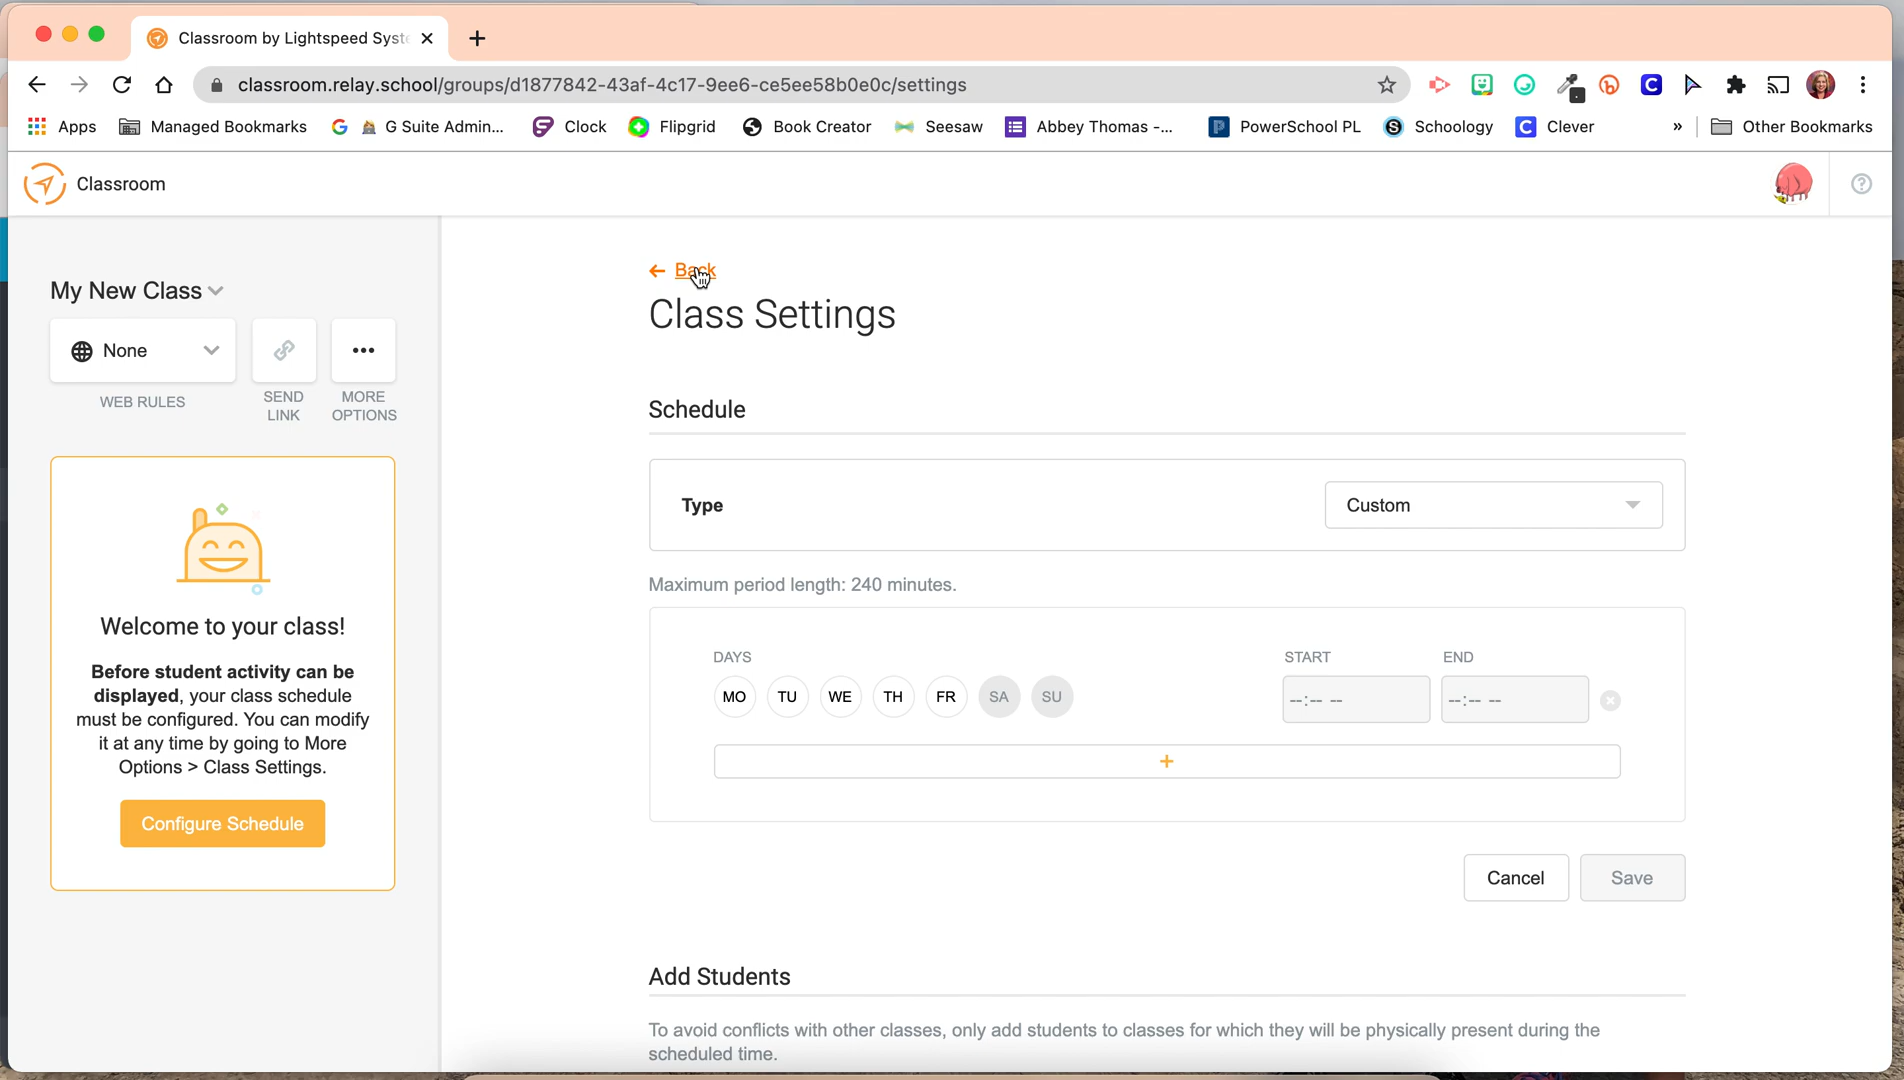 Classroom by Lightspeed Syst
classroom.relay.school/groups/d1877842-43af-4c17-9ee6-ce5ee58b0e0c/settings
Apps Managed Bookmarks G Suite Admin... Clock Flipgrid Book Creator Seesaw Abbey Thomas -... PowerSchool PL Schoology Clever » Other Bookmarks
Classroom
My New Class
None
WEB RULES
SEND
LINK
MORE
OPTIONS
Welcome to your class!
Before student activity can be
displayed, your class schedule
must be configured. You can modify
it at any time by going to More
Options > Class Settings.
Configure Schedule
← Back
Class Settings
Schedule
Type Custom
Maximum period length: 240 minutes.
DAYS START END
MO TU WE TH FR SA SU --:-- -- --:-- --
+
Cancel Save
Add Students
To avoid conflicts with other classes, only add students to classes for which they will be physically present during the
scheduled time.